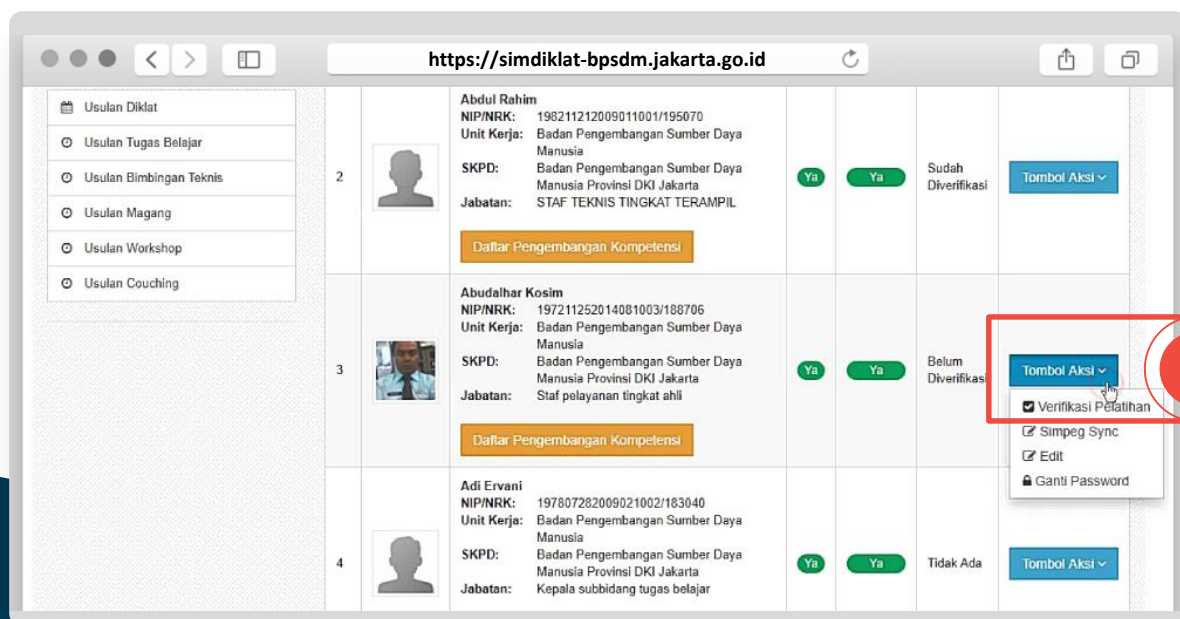 https://simdiklat-bpsdm.jakarta.go.id
Usulan Diklat
Usulan Tugas Belajar
Usulan Bimbingan Teknis
Usulan Magang
Usulan Workshop
Usulan Couching
2
Abdul Rahim
NIP/NRK: 198211212009011001/195070
Unit Kerja: Badan Pengembangan Sumber Daya
Manusia
SKPD: Badan Pengembangan Sumber Daya
Manusia Provinsi DKI Jakarta
Jabatan: STAF TEKNIS TINGKAT TERAMPIL
Daftar Pengembangan Kompetensi
Ya
Ya
Sudah
Diverifikasi
Tombol Aksi
3
Abudalhar Kosim
NIP/NRK: 197211252014081003/188706
Unit Kerja: Badan Pengembangan Sumber Daya
Manusia
SKPD: Badan Pengembangan Sumber Daya
Manusia Provinsi DKI Jakarta
Jabatan: Staf pelayanan tingkat ahli
Daftar Pengembangan Kompetensi
Ya
Ya
Belum
Diverifikasi
Tombol Aksi
Verifikasi Pelatihan
Simpeg Sync
Edit
Ganti Password
4
Adi Ervani
NIP/NRK: 197807282009021002/183040
Unit Kerja: Badan Pengembangan Sumber Daya
Manusia
SKPD: Badan Pengembangan Sumber Daya
Manusia Provinsi DKI Jakarta
Jabatan: Kepala subbidang tugas belajar
Ya
Ya
Tidak Ada
Tombol Aksi